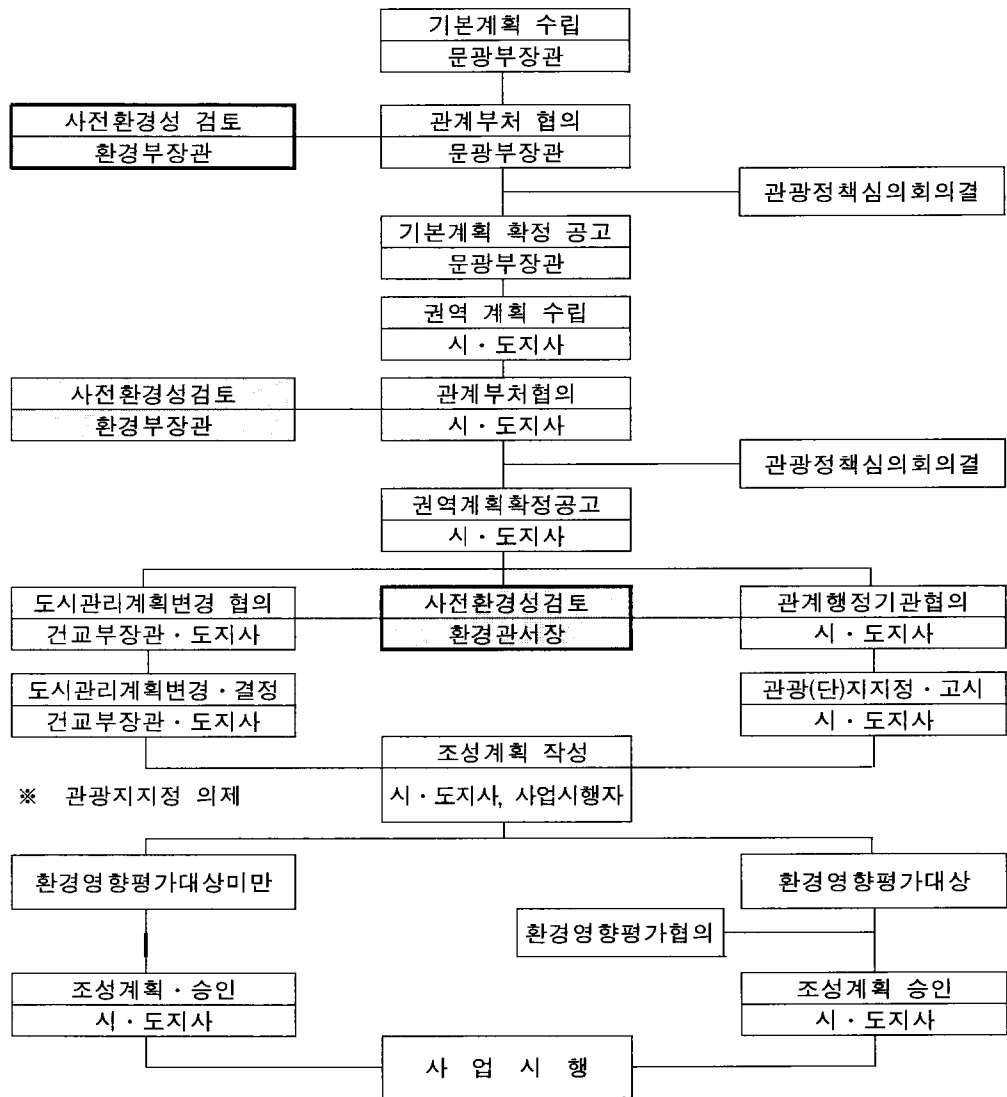 기본계획 수립
문광부장관
사전환경성 검토
환경부장관
관계부처 협의
문광부장관
관광정책심의회의결
기본계획 확정 공고
문광부장관
권역 계획 수립
시·도지사
사전환경성검토
환경부장관
관계부처협의
시·도지사
관광정책심의회의결
권역계획확정공고
시·도지사
도시관리계획변경 협의
건교부장관·도지사
사전환경성검토
환경관서장
관계행정기관협의
시·도지사
도시관리계획변경·결정
건교부장관·도지사
관광(단)지지정·고시
시·도지사
조성계획 작성
시·도지사, 사업시행자
※ 관광지지정 의제
환경영향평가대상미만
환경영향평가대상
환경영향평가협의
조성계획·승인
시·도지사
조성계획 승인
시·도지사
사 업 시 행